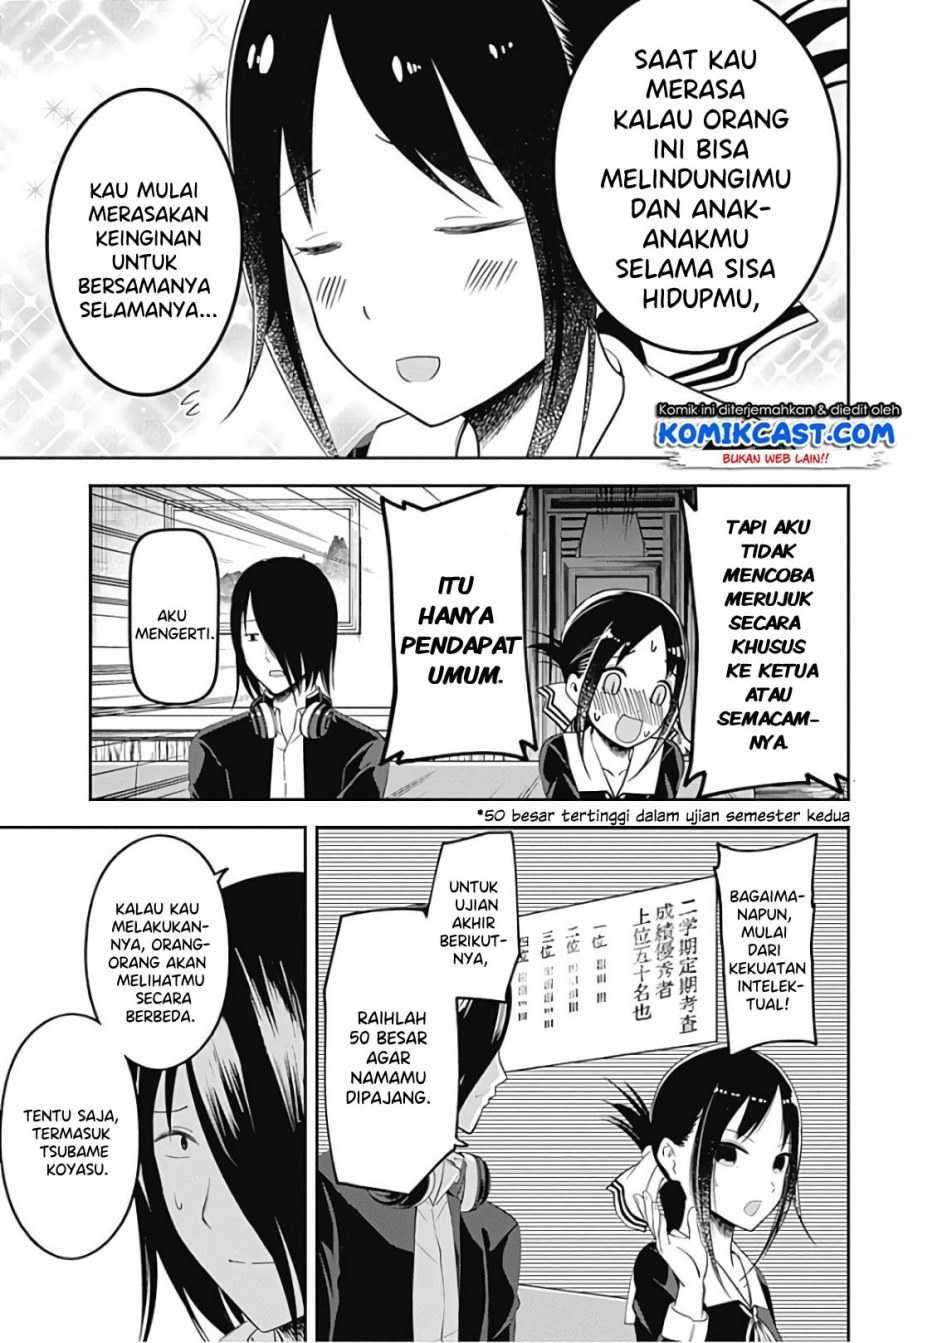 SAAT KAU
MERASA
KALAU ORANG
INI BISA
MELINDUNGIMU
DAN ANAK-
ANAKMU
SELAMA SISA
HIDUPMU,
KAU MULAI
MERASAKAN
KEINGINAN
UNTUK
BERSAMANYA
SELAMANYA...
Komik ini diterjemahkan & diedit oleh
KOMIKCAST.COM
BUKAN WEB LAIN!!
TAPI AKU
TIDAK
MENCOBA
MERUJUK
SECARA
KHUSUS
KE KETUA
ATAU
SEMACAM-
NYA.
ITU
HANYA
PENDAPAT
UMUM.
AKU
MENGERTI.
*50 besar tertinggi dalam ujian semester kedua
BAGAIMA-
NAPUN,
MULAI
DARI
KEKUATAN
INTELEK-
TUAL!
二学期定期考査
成績優秀者
上位五十名也
一位
二位
三位
四位
UNTUK
UJIAN
AKHIR
BERIKUT-
NYA,
RAIHLAH
50 BESAR
AGAR
NAMAMU
DIPAJANG.
KALAU KAU
MELAKUKAN-
NYA, ORANG-
ORANG AKAN
MELIHATMU
SECARA
BERBEDA.
TENTU SAJA,
TERMASUK
TSUBAME
KOYASU.